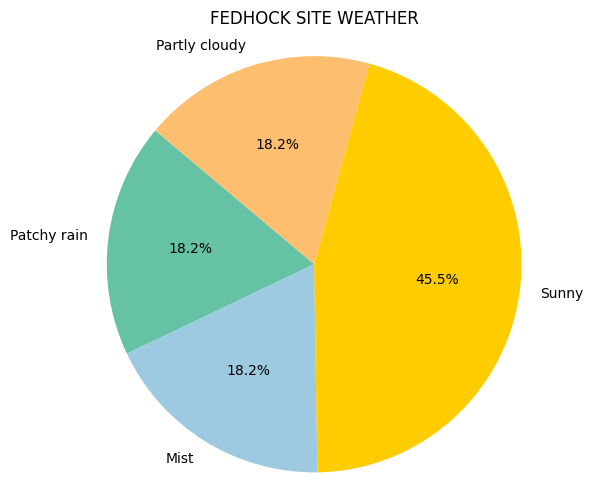 FEDHOCK SITE WEATHER
Partly cloudy
18.2%
Patchy rain
18.2%
45.5%
Sunny
18.2%
Mist